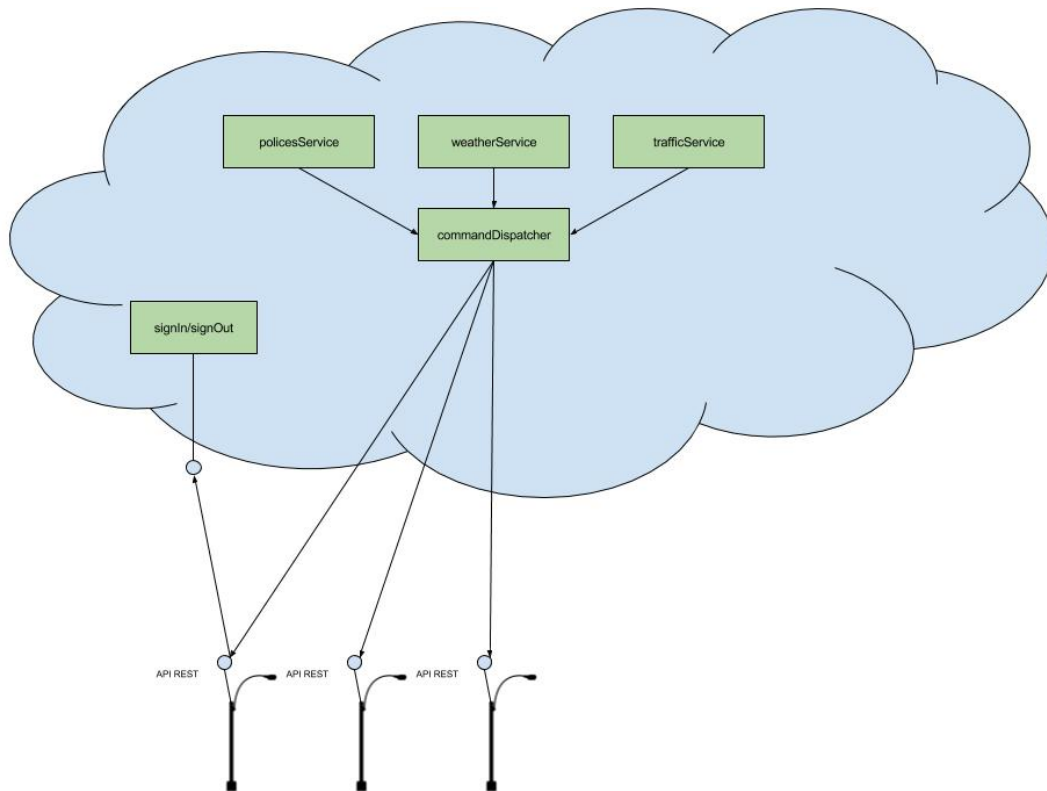 policesService
weatherService
trafficService
commandDispatcher
signIn/signOut
API REST
API REST
API REST